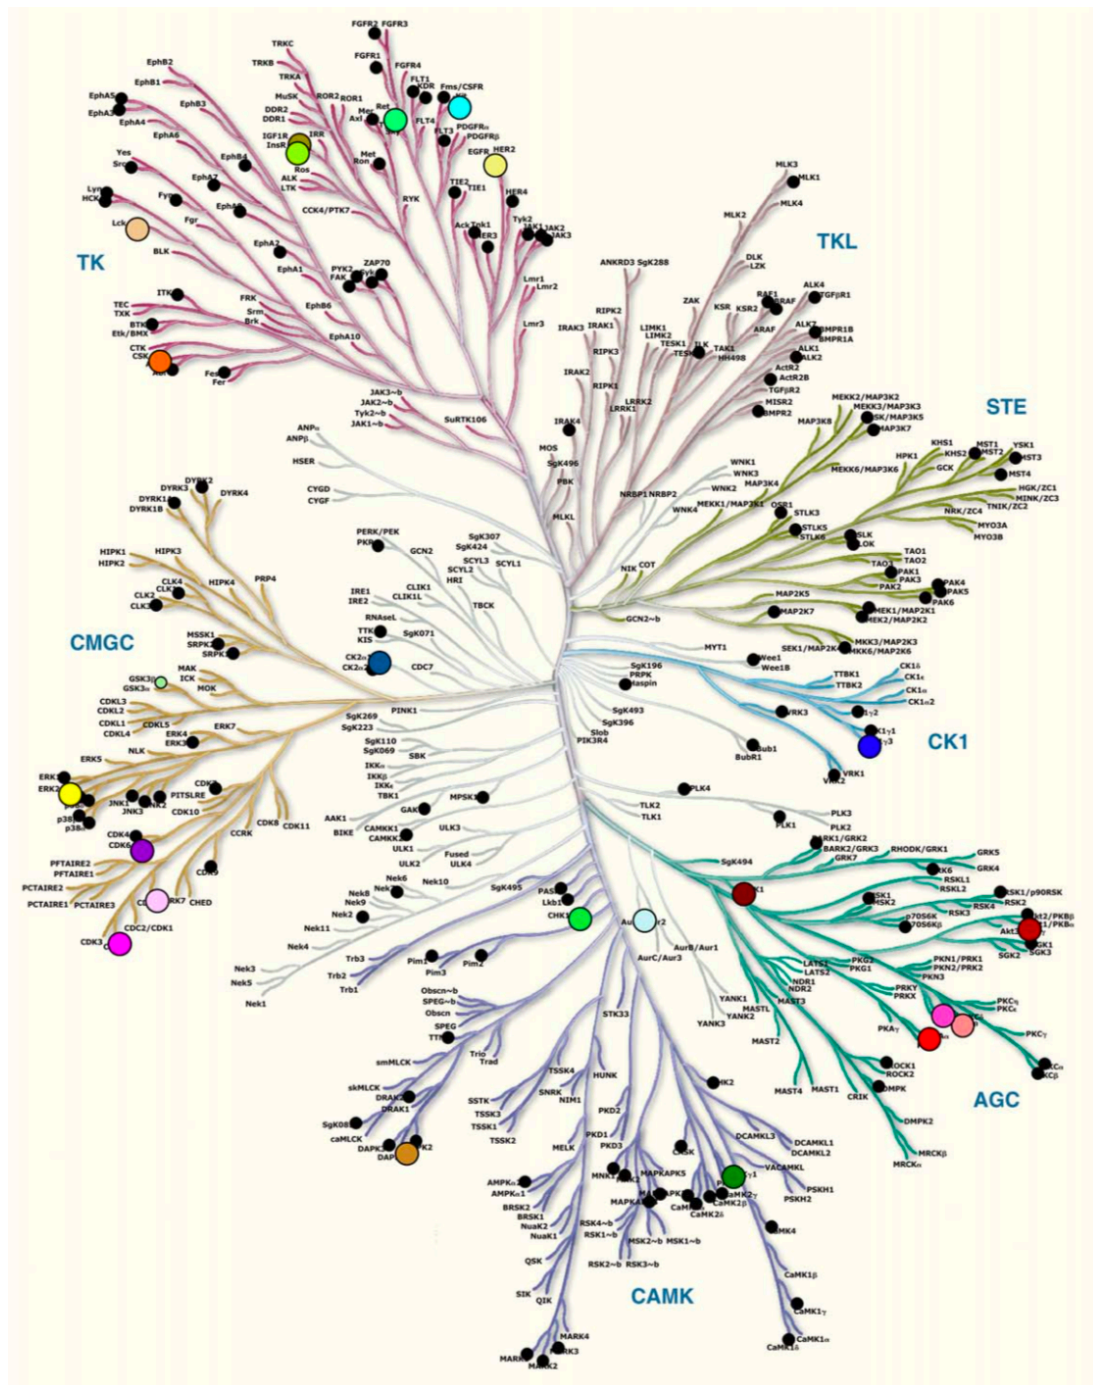 FGFR2 FGFR3
TRKC
FGFR1
EphB2
TRKB
FGFR4
EphB1
TRKA
FLT1
KDR
Fms/CSFR
EphA5
MuSK
ROR2 ROR1
EphB3
Mer
Ret
EphA3
DDR2
Axl
EphA4
DDR1
FLT4
PDGFRα
EphA6
IGF1R
IRR
FLT3
PDGFRβ
InsR
EGFR
HER2
Yes
EphB4
Met
Ron
Src
Ros
EphA7
ALK
TIE2
TIE1
Lyn
LTK
HCK
Fyn
HER4
EphA8
CCK4/PTK7
RYK
Tyk2
Lck
Fgr
Ack
Tnk1
JAK1
JAK2
JAK3
BLK
EphA2
TK
ZAP70
PYK2
EphA1
FAK
Syk
Lmr1
Lmr2
ITK
FRK
EphB6
TEC
Srm
TXK
Brk
Lmr3
BTK
Etk/BMX
EphA10
CTK
CSK
Fes
Fer
JAK3~b
JAK2~b
Tyk2~b
JAK1~b
SuRTK106
MLK3
MLK1
MLK4
MLK2
TKL
DLK
LZK
ANKRD3 SgK288
ALK4
TGFβR1
ZAK
RAF1
BRAF
KSR
KSR2
RIPK2
ARAF
IRAK3
IRAK1
LIMK1
ALK7
BMPR1B
LIMK2
BMPR1A
TESK1
ILK
TAK1
RIPK3
HH498
ALK1
ALK2
IRAK2
ActR2
ActR2B
RIPK1
TGFβR2
LRRK2
MISR2
LRRK1
BMPR2
IRAK4
MOS
SgK496
PBK
MLKL
NRBP1 NRBP2
WNK1
WNK3
WNK2
WNK4
STE
MEKK2/MAP3K2
MEKK3/MAP3K3
MAP3K8
MAP3K7
KHS1
MST1
YSK1
KHS2
MST2
MST3
HPK1
MEKK6/MAP3K6
GCK
MST4
MAP3K4
HGK/ZC1
MINK/ZC3
MEKK1/MAP3K1
OSR1
TNIK/ZC2
STLK3
NRK/ZC4
MYO3A
STLK5
STLK6
SLK
LOK
MYO3B
TAO1
TAO2
NIK COT
TAO3
PAK1
PAK3
PAK4
PAK2
PAK5
PAK6
MAP2K5
MAP2K7
MEK1/MAP2K1
MEK2/MAP2K2
GCN2~b
MKK3/MAP2K3
SEK1/MAP2K4
MKK6/MAP2K6
ANPα
ANPβ
HSER
CYGD
CYGF
DYRK2
DYRK3
DYRK4
DYRK1A
DYRK1B
PERK/PEK
PKR
SgK307
SgK424
GCN2
SCYL3
SCYL1
SCYL2
HIPK1
HIPK3
HIPK2
HRI
CLK4
HIPK4
PRP4
CLIK1
IRE1
CLIK1L
CLK2
IRE2
TBCK
CLK3
RNAseL
TTK
SgK071
KIS
MSSK1
SRPK2
SRPK1
CMGC
CK2α1
CK2α2
CDC7
MAK
GSK3β
ICK
GSK3α
MOK
CDKL3
CDKL2
PINK1
CDKL1
CDKL5
ERK7
CDKL4
ERK4
ERK3
NLK
ERK5
SgK269
SgK223
SgK110
SgK069
SBK
IKKα
IKKβ
IKKε
TBK1
ERK1
ERK2
CDK7
PITSLRE
JNK1
JNK2
JNK3
CDK10
p38δ
CDK8
CDK11
CDK4
CCRK
CDK6
CDK9
PFTAIRE2
PFTAIRE1
PCTAIRE2
PCTAIRE1 PCTAIRE3
CHED
CDC2/CDK1
CDK3
MYT1
Wee1
Wee1B
SgK196
PRPK
Haspin
TTBK1
TTBK2
CK1δ
CK1ε
CK1α
CK1α2
SgK493
VRK3
SgK396
Slob
PIK3R4
CK1
Bub1
BubR1
VRK1
VRK2
PLK4
TLK2
TLK1
PLK1
PLK3
PLK2
GAK
MPSK1
AAK1
BIKE
CAMKK1
CAMKK2
ULK3
ULK1
Fused
ULK2
ULK4
Nek6
Nek10
SgK495
Nek8
Nek9
Nek2
Lkb1
CHK1
Nek11
Nek4
Trb3
Nek3
Trb2
Nek5
Trb1
Nek1
Pim1
Pim3
Pim2
AurB/Aur1
AurC/Aur3
SgK494
BARK1/GRK2
BARK2/GRK3
RHODK/GRK1
GRK5
GRK7
GRK4
RSKL1
RSKL2
RSK1/p90RSK
MSK1
MSK2
RSK4
RSK2
p70S6K
RSK3
p70S6Kβ
Akt2/PKBβ
Akt3
SGK1
SGK2
SGK3
LATS1
LATS2
PKG2
PKG1
PKN1/PRK1
PKN2/PRK2
PKN3
NDR1
NDR2
PRKY
PRKX
YANK1
YANK2
YANK3
MASTL
MAST3
PKCη
PKCε
PKAγ
PKCγ
MAST2
ROCK1
ROCK2
MAST4
MAST1
CRIK
DMPK
AGC
DMPK2
MRCKβ
MRCKα
Obscn~b
SPEG~b
Obscn
SPEG
STK33
TTN
Trio
Trad
smMLCK
TSSK4
HUNK
skMLCK
SNRK
NIM1
DRAK2
DRAK1
SSTK
PKD2
TSSK3
TSSK1
TSSK2
caMLCK
PKD1
PKD3
MELK
CASK
DCAMKL3
DCAMKL1
DCAMKL2
VACAMKL
MAPKAPK5
AMPKα2
AMPKα1
PSKH1
PSKH2
BRSK2
BRSK1
CaMK2γ
CaMK2β
CaMK2δ
NuaK2
NuaK1
RSK4~b
RSK1~b
MSK2~b
MSK1~b
QSK
RSK2~b
RSK3~b
CaMK1β
SIK
QIK
CAMK
CaMK1γ
MARK4
CaMK1δ
CaMK1α
MARK3
MARK2